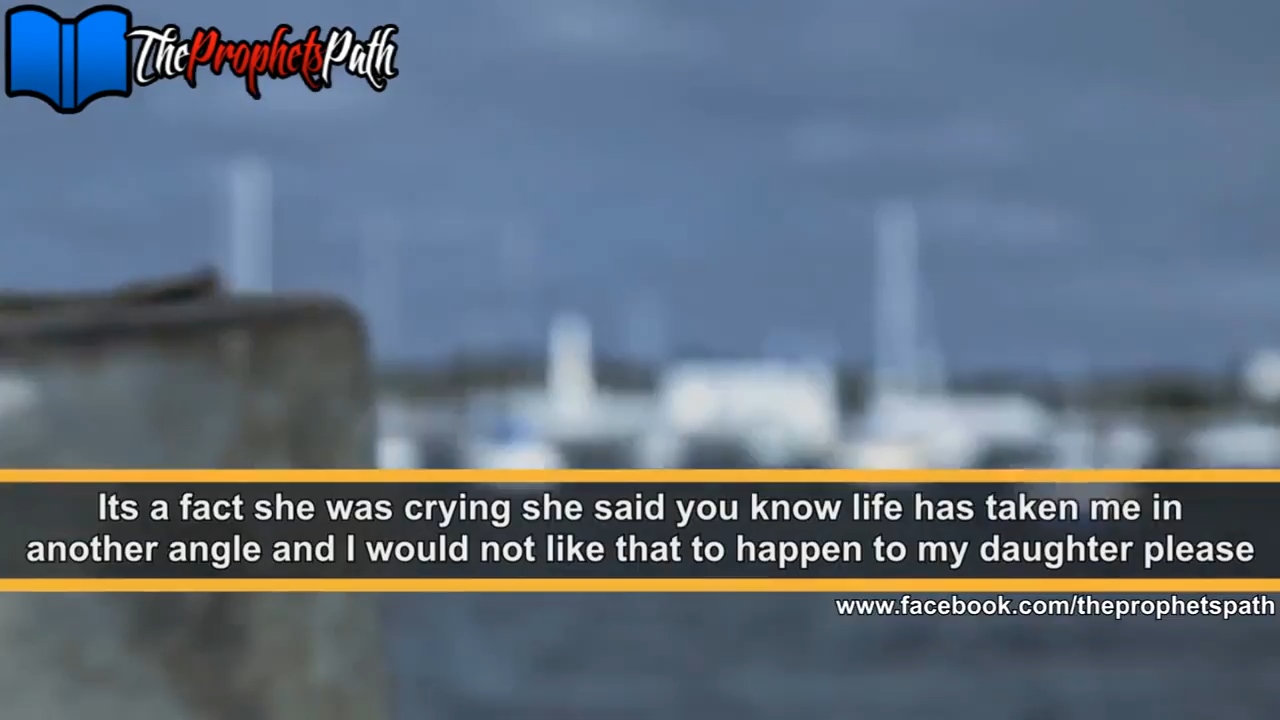 TheProphetsPath
Its a fact she was crying she said you know life has taken me in
another angle and I would not like that to happen to my daughter please
www.facebook.com/theprophetspath